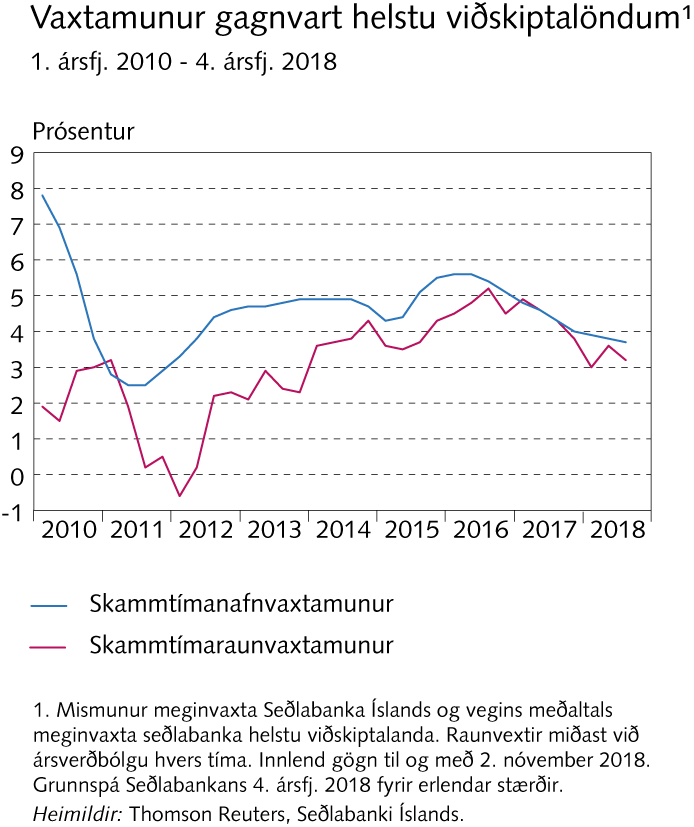 Vaxtamunur gagnvart helstu viðskiptalöndum¹
1. ársfj. 2010 - 4. ársfj. 2018
Prósentur
9
8
7
6
5
4
3
2
1
0
-1
2010 2011 2012 2013 2014 2015 2016 2017 2018
Skammtímanafnvaxtamunur
Skammtímaraunvaxtamunur
1. Mismunur meginvaxta Seðlabanka Íslands og vegins meðaltals
meginvaxta seðlabanka helstu viðskiptalanda. Raunvextir miðast við
ársverðbólgu hvers tíma. Innlend gögn til og með 2. nóvember 2018.
Grunnspá Seðlabankans 4. ársfj. 2018 fyrir erlendar stærðir.
Heimildir: Thomson Reuters, Seðlabanki Íslands.